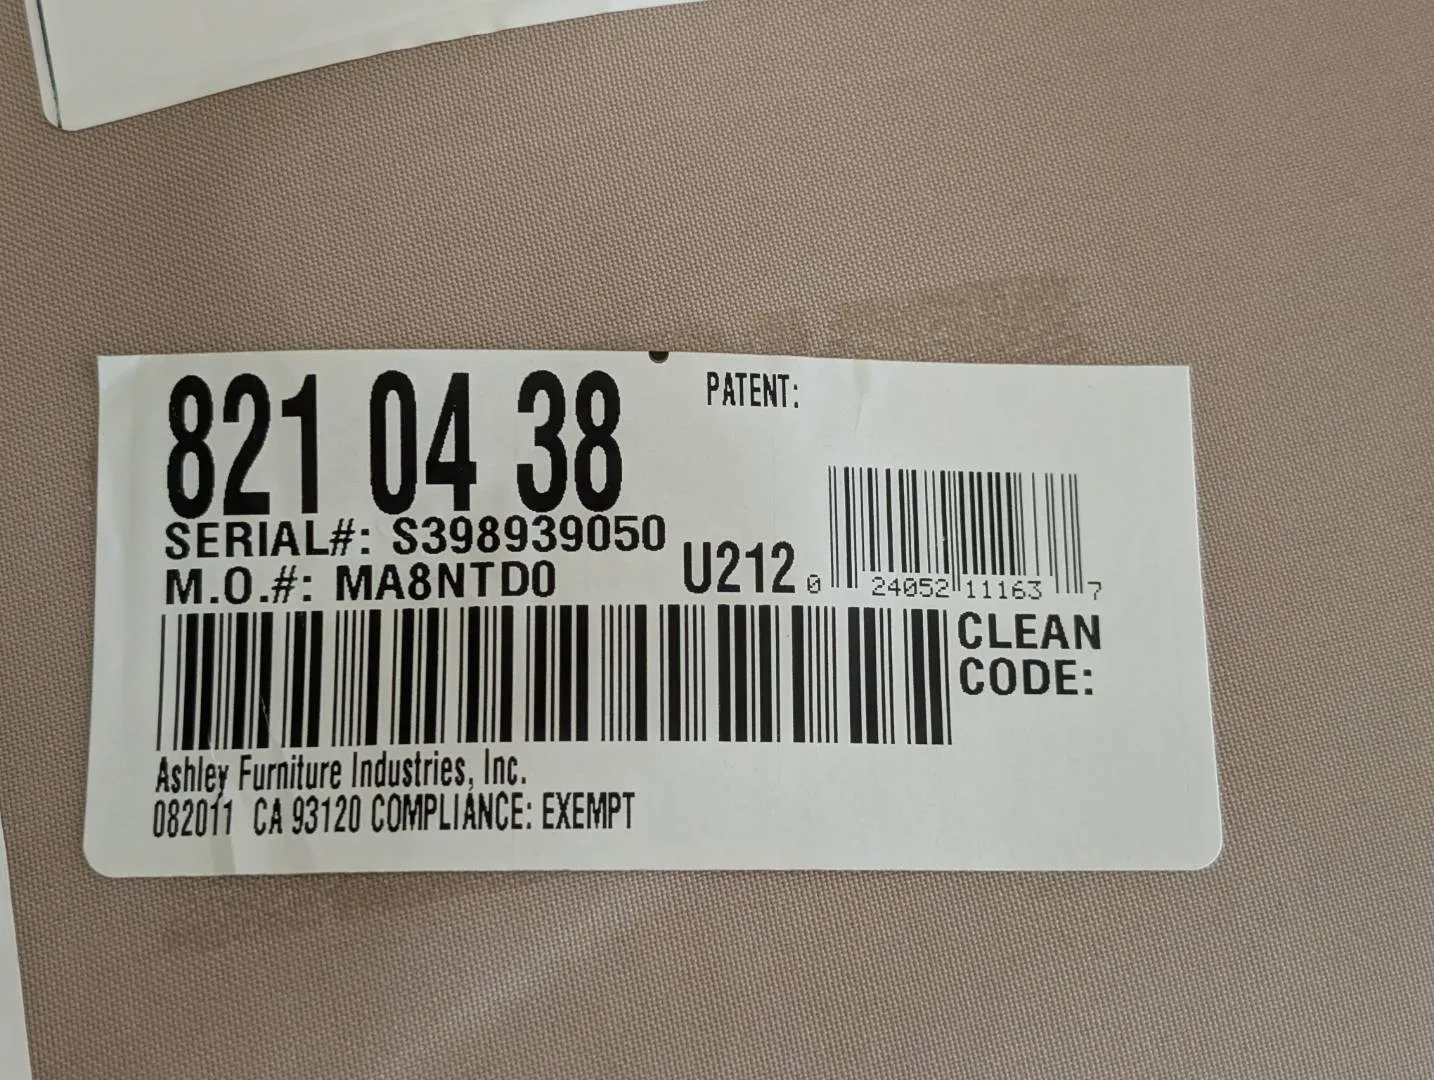 821 04 38
PATENT:
SERIAL#: S398939050
M.O.#: MA8NTD0
U212
0 24052 11163 7
CLEAN
CODE:
Ashley Furniture Industries, Inc.
082011 CA 93120 COMPLIANCE: EXEMPT